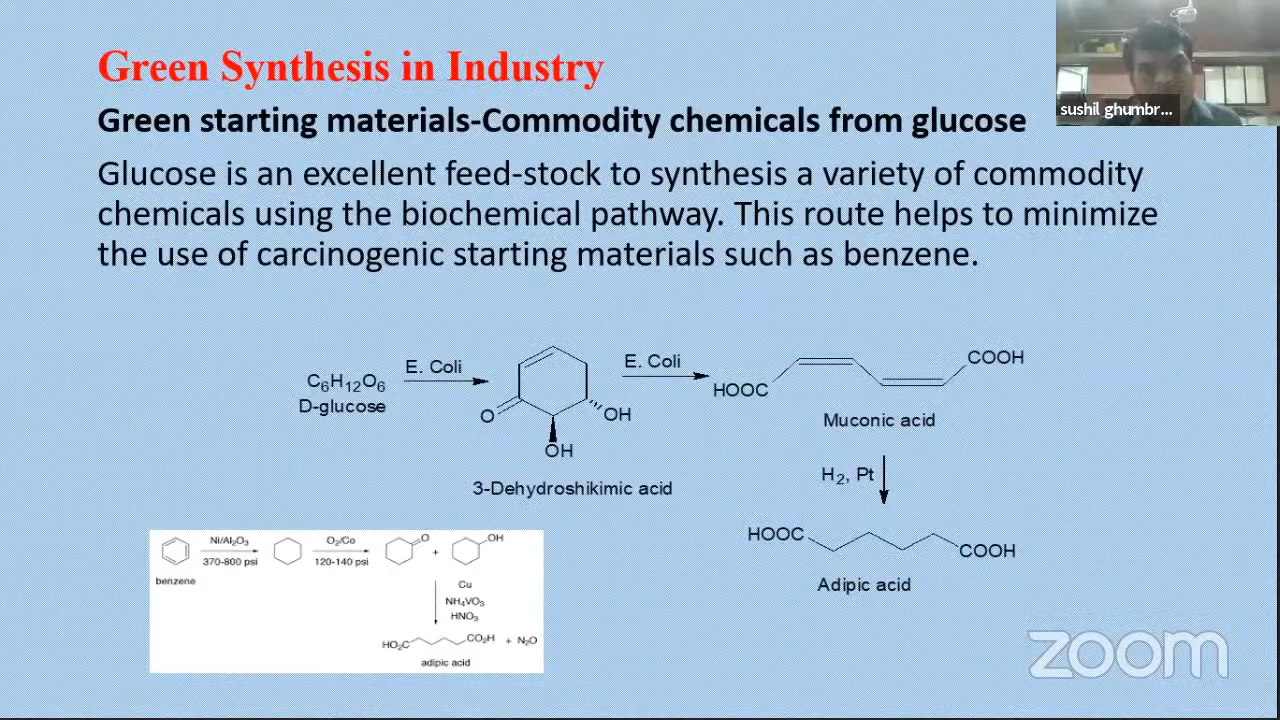 Green Synthesis in Industry
sushil ghumbr...
Green starting materials-Commodity chemicals from glucose
Glucose is an excellent feed-stock to synthesis a variety of commodity
chemicals using the biochemical pathway. This route helps to minimize
the use of carcinogenic starting materials such as benzene.
C6H12O6
D-glucose
E. Coli
O
OH
OH
3-Dehydroshikimic acid
E. Coli
HOOC
COOH
Muconic acid
H2, Pt
HOOC
COOH
Adipic acid
benzene
Ni/Al2O3
370-800 psi
O2/Co
120-140 psi
O
+
OH
Cu
NH4VO3
HNO3
HO2C
CO2H
+ N2O
adipic acid
zoom